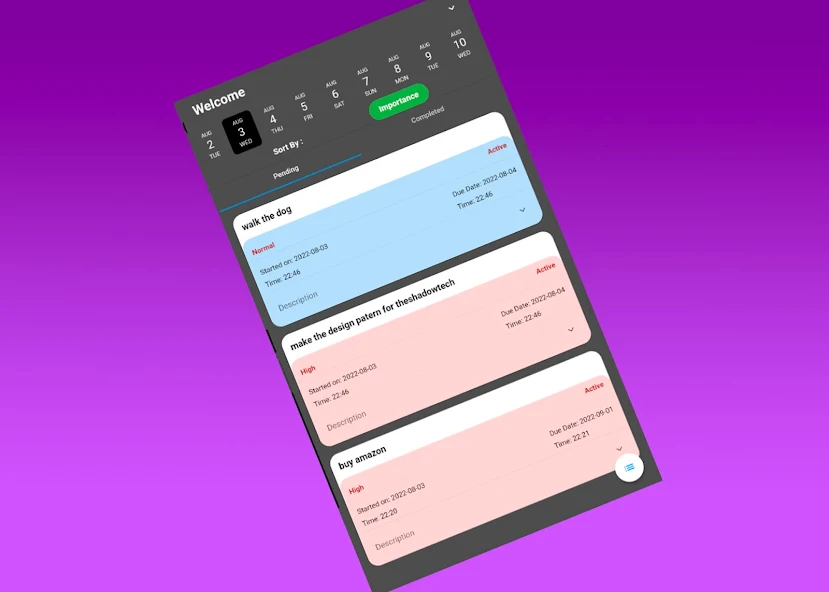 Welcome
AUG AUG AUG AUG AUG AUG AUG AUG AUG
2 3 4 5 6 7 8 9 10
TUE WED THU FRI SAT SUN MON TUE WED
Sort By : Importance
Pending Completed
walk the dog
Normal Active
Started on: 2022-08-03 Due Date: 2022-08-04
Time: 22:46 Time: 22:46
Description
make the design patern for theshadowtech
High Active
Started on: 2022-08-03 Due Date: 2022-08-04
Time: 22:46 Time: 22:46
Description
buy amazon
High Active
Started on: 2022-08-03 Due Date: 2022-09-01
Time: 22:20 Time: 22:21
Description